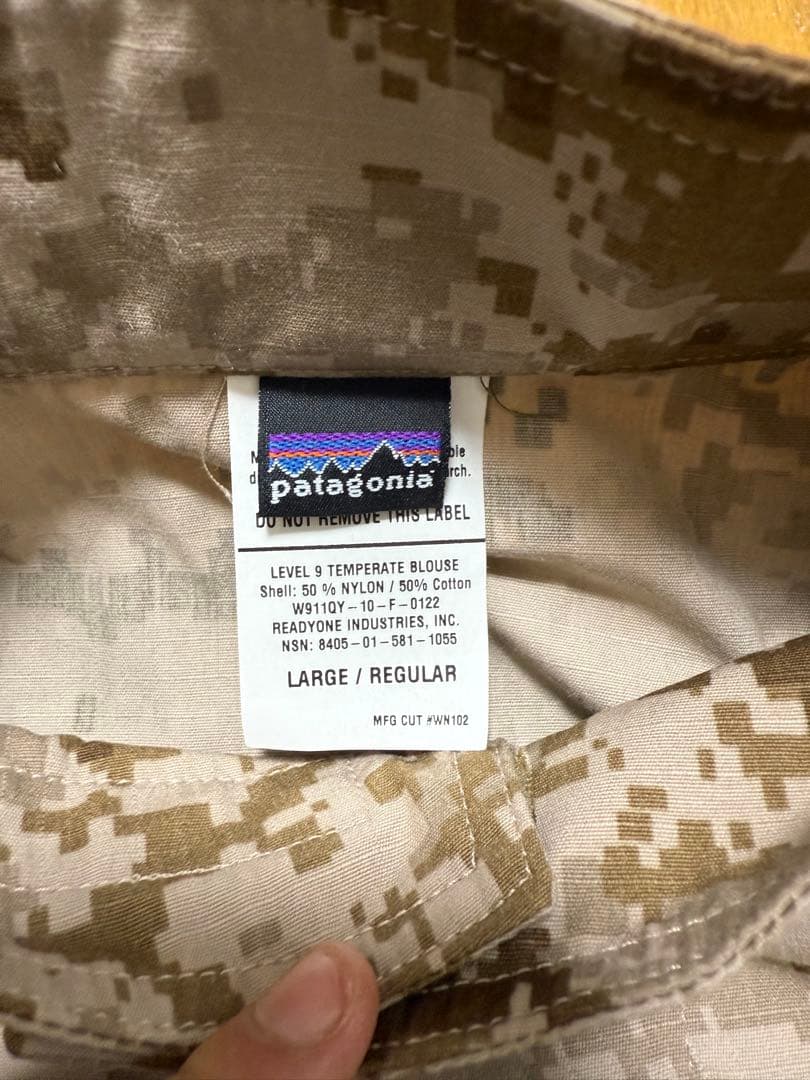 patagonia
DO NOT REMOVE THIS LABEL
LEVEL 9 TEMPERATE BLOUSE
Shell: 50 % NYLON / 50% Cotton
W911QY-10-F-0122
READYONE INDUSTRIES, INC.
NSN: 8405-01-581-1055
LARGE / REGULAR
MFG CUT #WN102